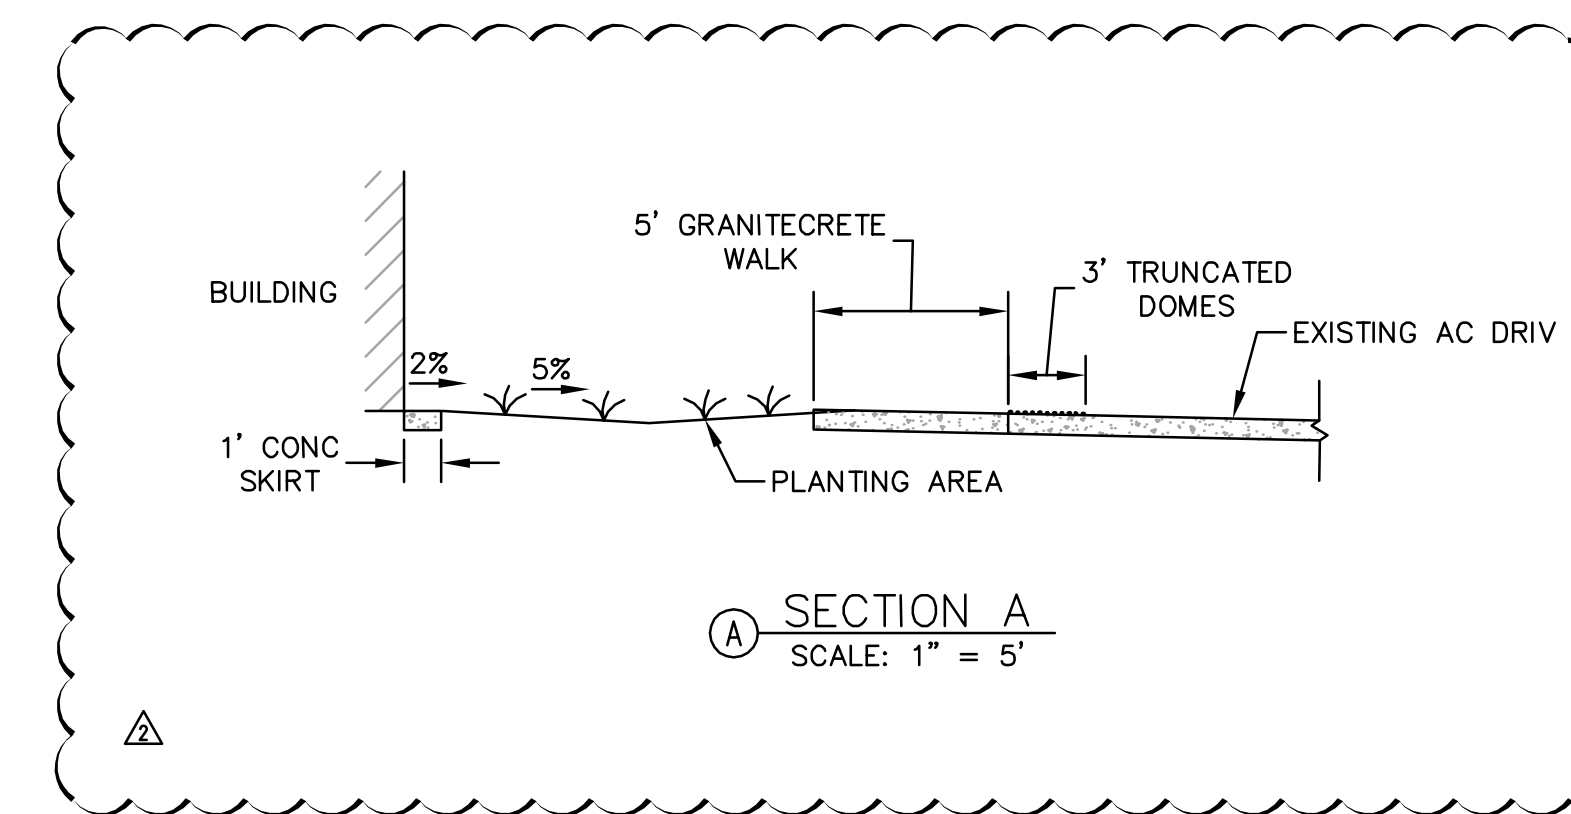 5' GRANITECRETE
WALK
3' TRUNCATED
DOMES
BUILDING
EXISTING AC DRIV
2%
5%
1' CONC
SKIRT
PLANTING AREA
A
SECTION A
SCALE: 1" = 5'
2